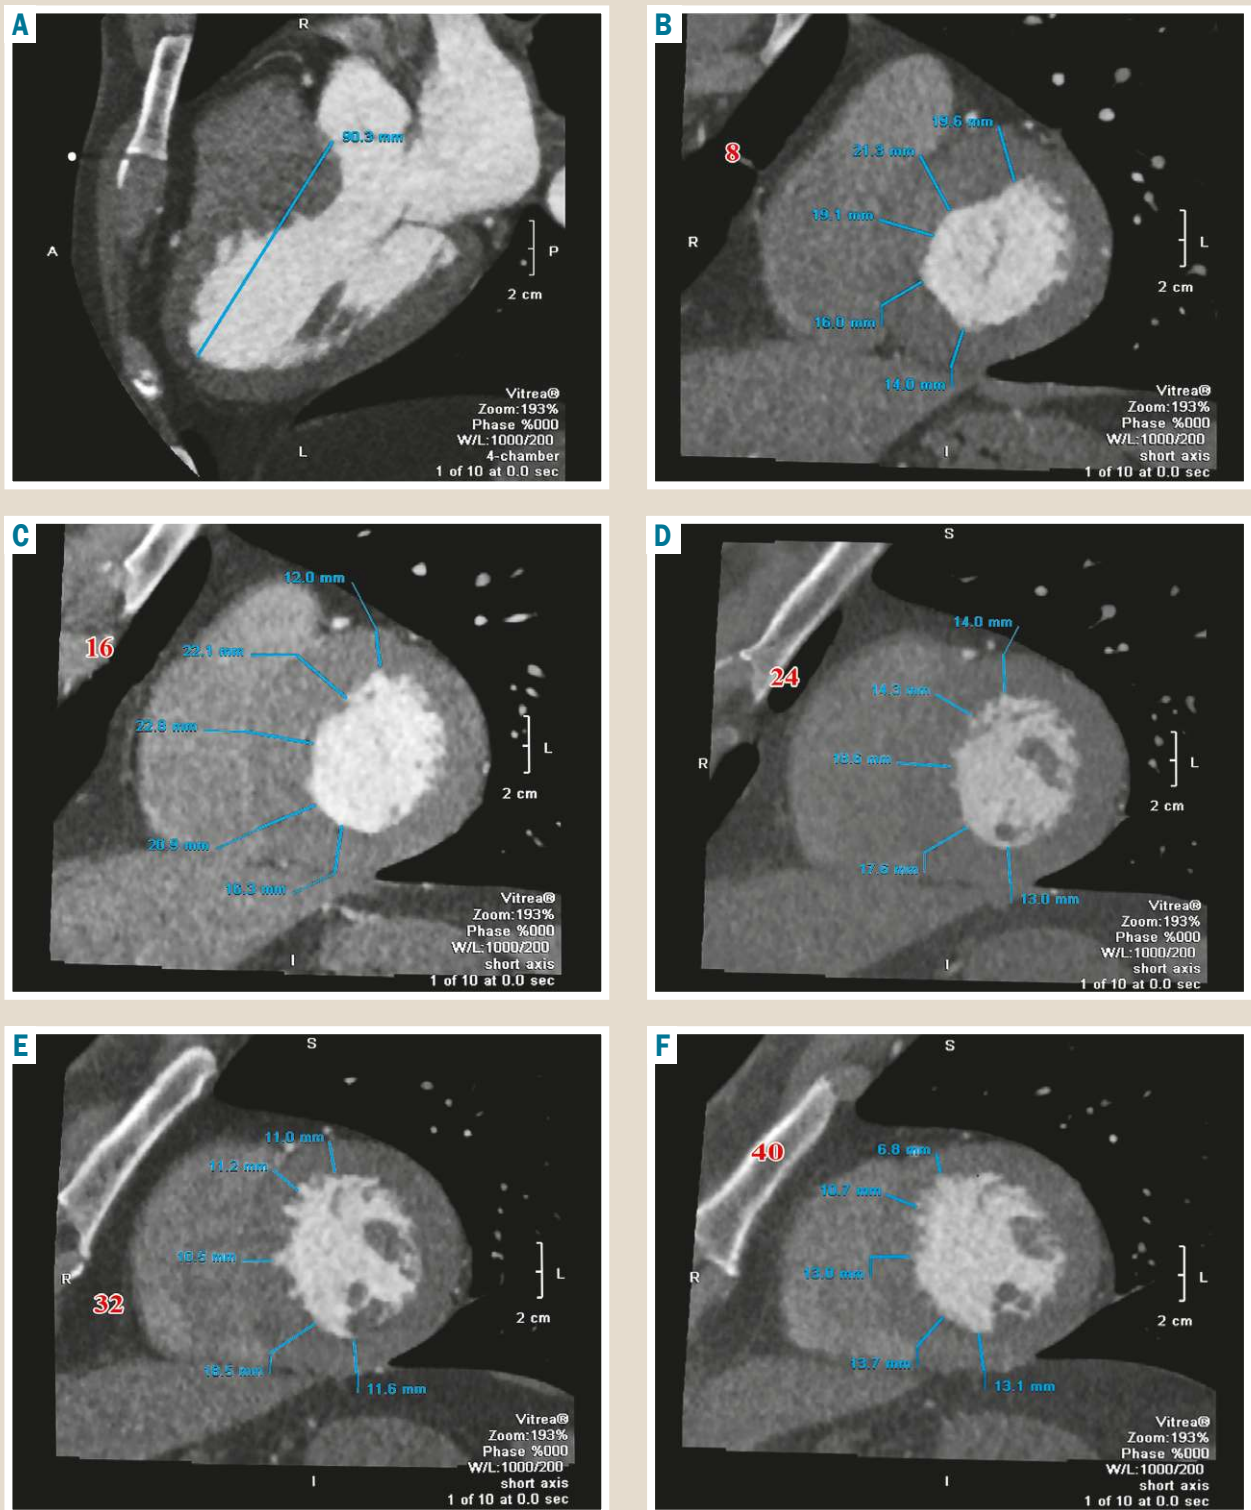 A
R
90.3 mm
A
P
2 cm
Vitrea®
Zoom:193%
Phase %000
W/L:1000/200
4-chamber
L
1 of 10 at 0.0 sec
B
19.6 mm
8
21.3 mm
19.1 mm
R
L
2 cm
16.0 mm
14.0 mm
Vitrea®
Zoom:193%
Phase %000
W/L:1000/200
short axis
I
1 of 10 at 0.0 sec
C
12.0 mm
16
22.1 mm
22.8 mm
L
2 cm
20.9 mm
Vitrea®
Zoom:193%
Phase %000
W/L:1000/200
short axis
I
1 of 10 at 0.0 sec
D
S
14.0 mm
24
14.3 mm
R
L
2 cm
17.6 mm
13.0 mm
Vitrea®
Zoom:193%
Phase %000
W/L:1000/200
short axis
I
1 of 10 at 0.0 sec
E
S
11.0 mm
11.2 mm
R
L
32
2 cm
11.6 mm
Vitrea®
Zoom:193%
Phase %000
W/L:1000/200
short axis
I
1 of 10 at 0.0 sec
F
S
40
6.8 mm
10.7 mm
R
L
13.0 mm
2 cm
13.7 mm
13.1 mm
Vitrea®
Zoom:193%
Phase %000
W/L:1000/200
short axis
I
1 of 10 at 0.0 sec